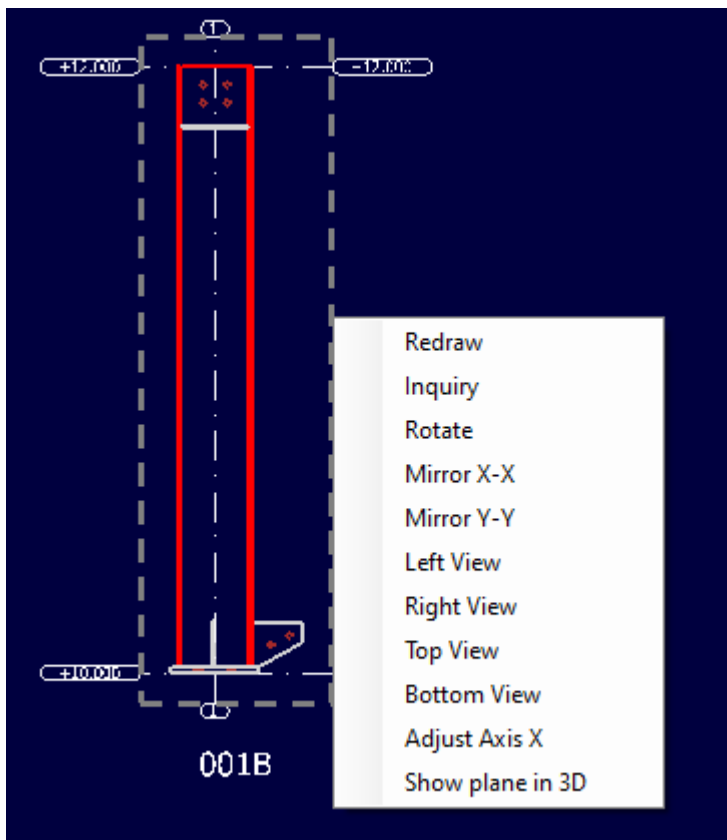 1
+12.000
+12.000
Redraw
Inquiry
Rotate
Mirror X-X
Mirror Y-Y
Left View
Right View
Top View
Bottom View
Adjust Axis X
Show plane in 3D
+10.000
001B